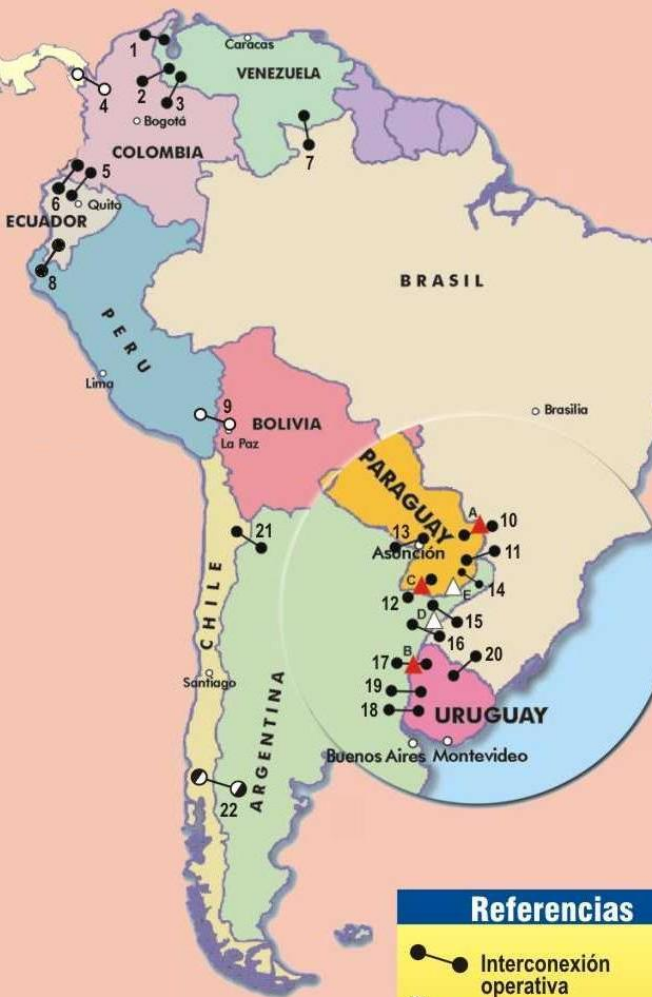 Caracas
1
VENEZUELA
2
3
4
Bogotá
7
COLOMBIA
5
6
Quito
ECUADOR
8
BRASIL
PERU
Lima
9
BOLIVIA
La Paz
Brasilia
PARAGUAY
A
10
21
13
Asonción
11
C
E
14
12
D
15
CHILE
16
B
17
20
Santiago
19
18
URUGUAY
ARGENTINA
Buenos Aires Montevideo
22
Referencias
Interconexión
operativa